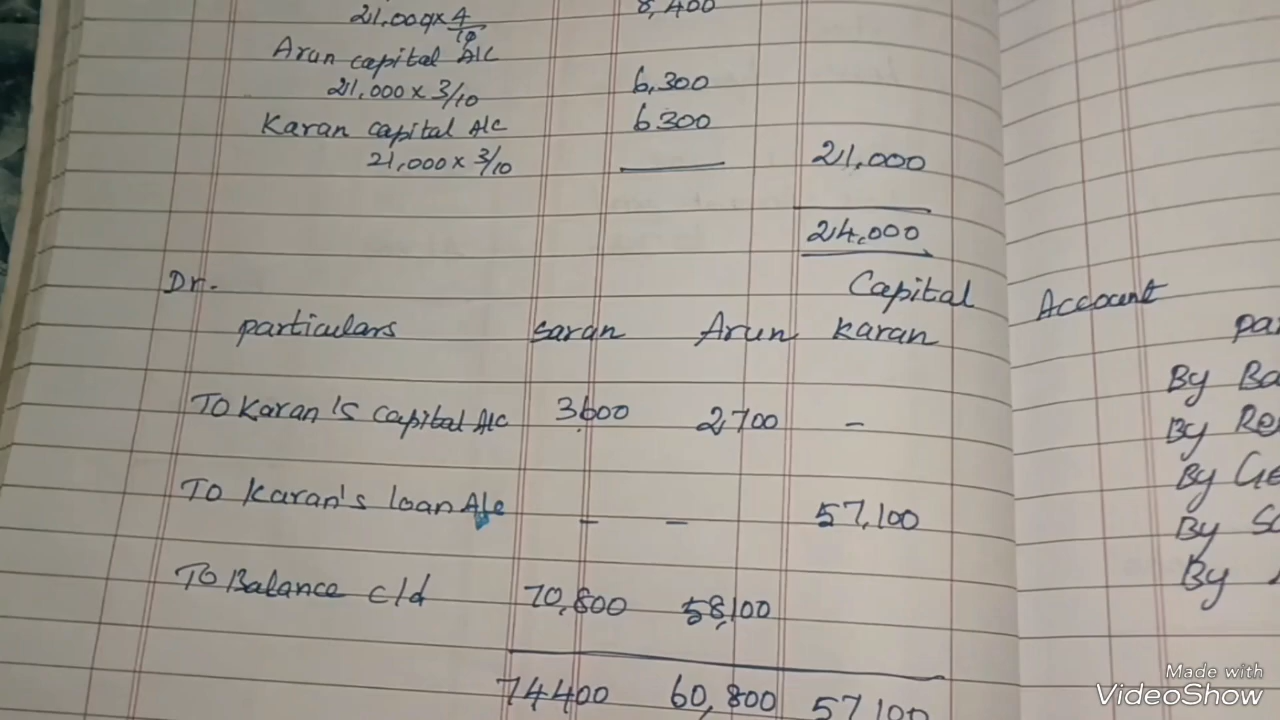 21,000 x 4/10 8,400
Arun capital A/C
21,000 x 3/10 6,300
Karan capital A/C 6300
21,000 x 3/10 21,000
24,000
Dr. Capital Account
particulars saran Arun karan
To Karan's capital A/C 3600 2,700 -
To Karan's loan A/c - - 57,100
To Balance c/d 70,800 58,100
74400 60,800 57,100
By
By
By
By
By
Made with
VideoShow